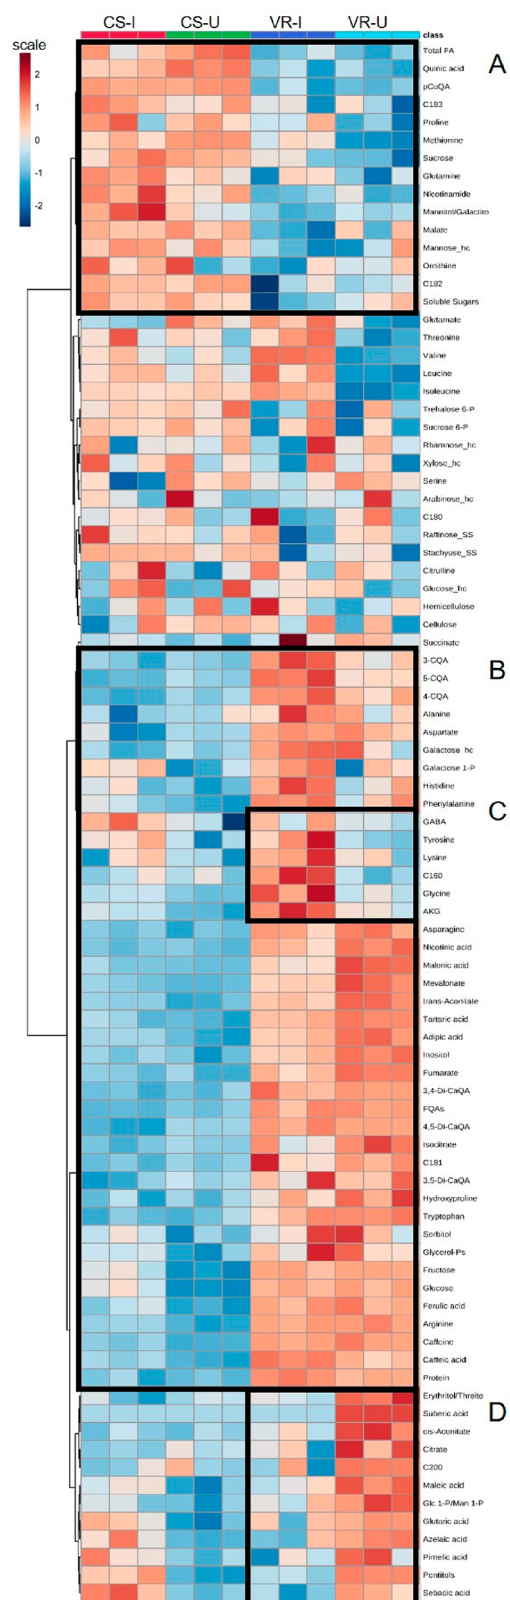 CS-I CS-U VR-I VR-U
class
scale
2
1
0
-1
-2
A
Total FA
Quinic acid
pCoQA
C183
Proline
Methionine
Sucrose
Glutamine
Nicotinamide
Mannitol/Galactito
Malate
Mannose_hc
Ornithine
C182
Soluble Sugars
Glutamate
Threonine
Valine
Leucine
Isoleucine
Trehalose 6-P
Sucrose 6-P
Rhamnose_hc
Xylose_hc
Serine
Arabinose_hc
C180
Raffinose_SS
Stachyose_SS
Citrulline
Glucose_hc
Hemicellulose
Cellulose
Succinate
B
3-CQA
5-CQA
4-CQA
Alanine
Aspartate
Galactose_hc
Galactose 1-P
Histidine
Phenylalanine
C
GABA
Tyrosine
Lysine
C160
Glycine
AKG
Asparagine
Nicotinic acid
Malonic acid
Mevalonate
trans-Aconitate
Tartaric acid
Adipic acid
Inositol
Fumarate
3,4-Di-CaQA
FQAs
4,5-Di-CaQA
Isocitrate
C181
3,5-Di-CaQA
Hydroxyproline
Tryptophan
Sorbitol
Glycerol-Ps
Fructose
Glucose
Ferulic acid
Arginine
Caffeine
Caffeic acid
Protein
D
Erythritol/Threito
Suberic acid
cis-Aconitate
Citrate
C200
Maleic acid
Glc 1-P/Man 1-P
Glutaric acid
Azelaic acid
Pimelic acid
Pentitols
Sebacic acid